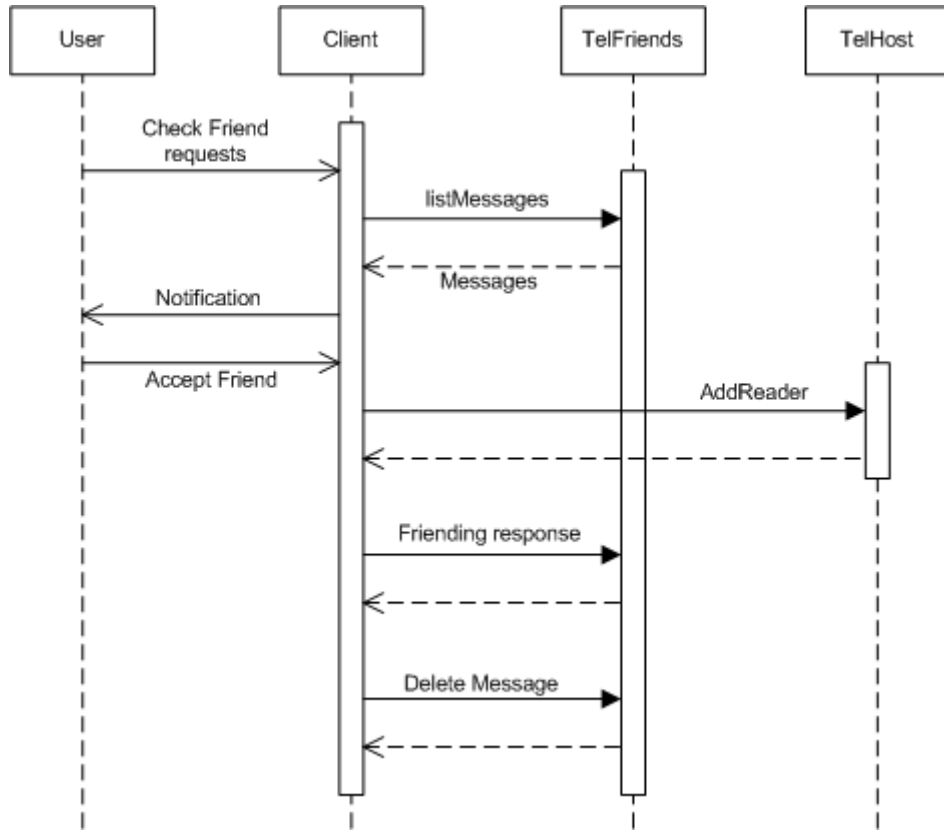 User
Client
TelFriends
TelHost
Check Friend
requests
listMessages
Messages
Notification
Accept Friend
AddReader
Friending response
Delete Message